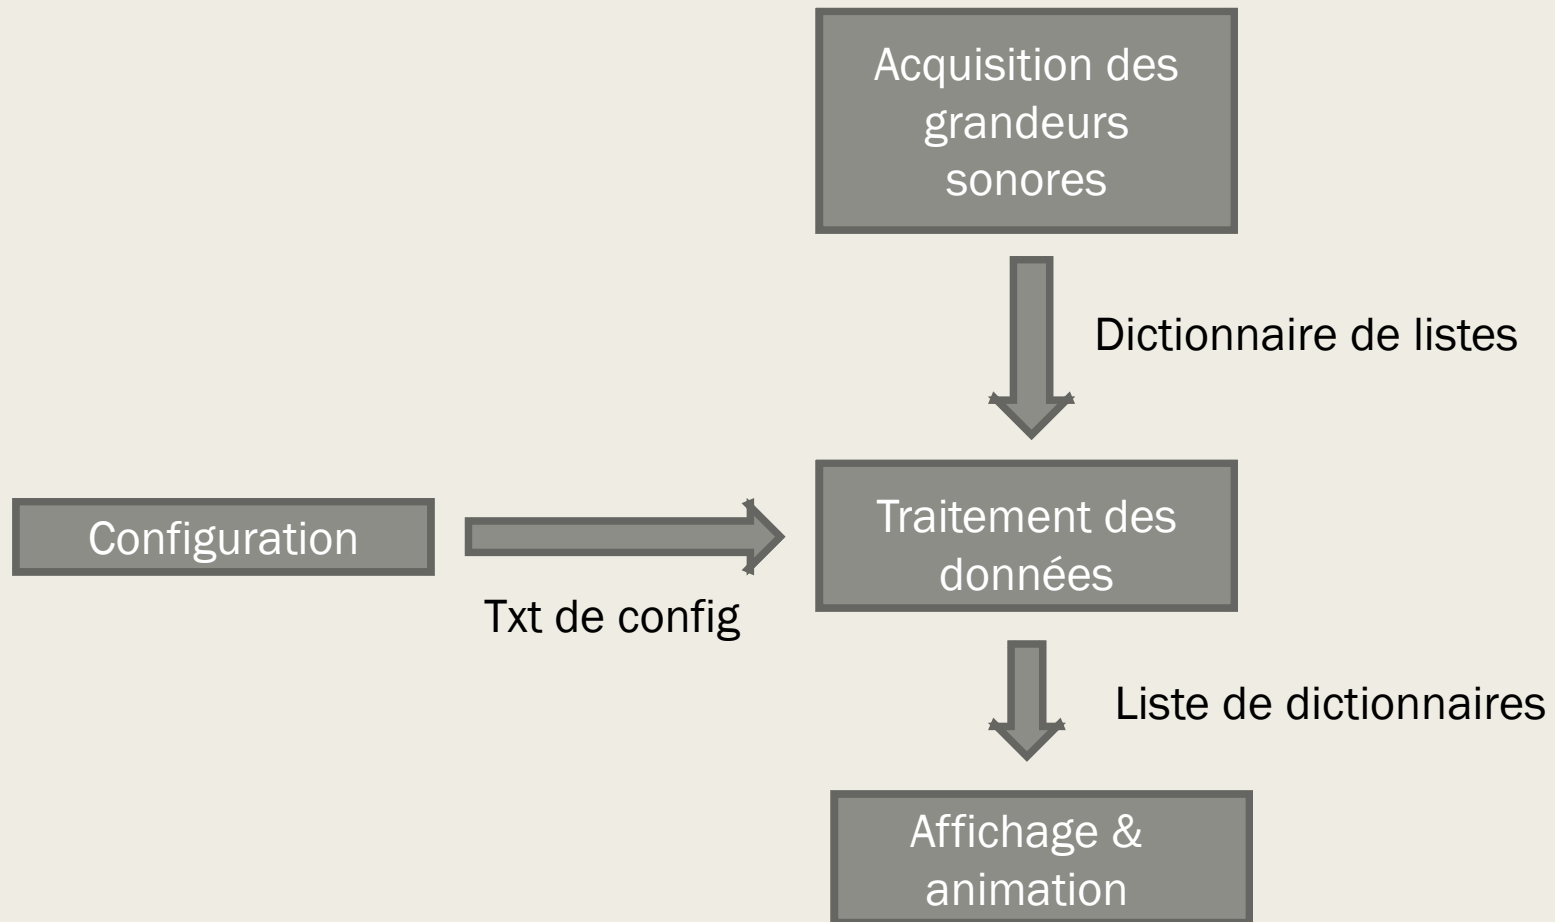 Acquisition des
grandeurs
sonores
Dictionnaire de listes
Configuration
Txt de config
Traitement des
données
Liste de dictionnaires
Affichage &
animation